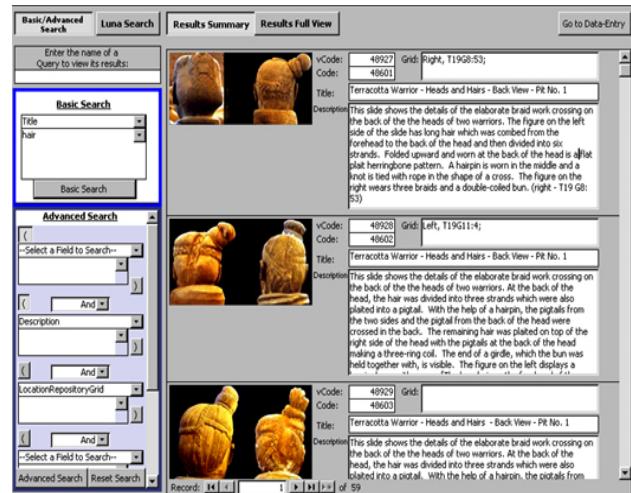 Basic/Advanced Search
Luna Search
Results Summary
Results Full View
Go to Data-Entry
Enter the name of a
Query to view its results:
Basic Search
Title
hair
Basic Search
Advanced Search
(
--Select a Field to Search--
)
(
And
Description
)
(
And
LocationRepositoryGrid
)
(
And
--Select a Field to Search--
Advanced Search
Reset Search
vCode: 48927 Grid: Right, T19G8:53;
Code: 48601
Title: Terracotta Warrior - Heads and Hairs - Back View - Pit No. 1
Description This slide shows the details of the elaborate braid work crossing on
the back of the the heads of two warriors. The figure on the left
side of the slide has long hair which was combed from the
forehead to the back of the head and then divided into six
strands. Folded upward and worn at the back of the head is a flat
plait herringbone pattern. A hairpin is worn in the middle and a
knot is tied with rope in the shape of a cross. The figure on the
right wears three braids and a double-coiled bun. (right - T19 G8:
53)
vCode: 48928 Grid: Left, T19G11:4;
Code: 48602
Title: Terracotta Warrior - Heads and Hairs - Back View - Pit No. 1
Description This slide shows the details of the elaborate braid work crossing on
the back of the the heads of two warriors. At the back of the
head, the hair was divided into three strands which were also
plaited into a pigtail. With the help of a hairpin, the pigtails from
the two sides and the pigtail from the back of the head were
crossed in the back. The remaining hair was plaited on top of the
right side of the head with the pigtails at the back of the head
making a three-ring coil. The end of a girdle, which the bun was
held together with, is visible. The figure on the left displays a
vCode: 48929 Grid:
Code: 48603
Title: Terracotta Warrior - Heads and Hairs - Back View - Pit No. 1
Description This slide shows the details of the elaborate braid work crossing on
the back of the the heads of two warriors. At the back of the
head, the hair was divided into three strands which were also
plaited into a pigtail. With the help of a hairpin, the pigtails from
Record: 1 of 59